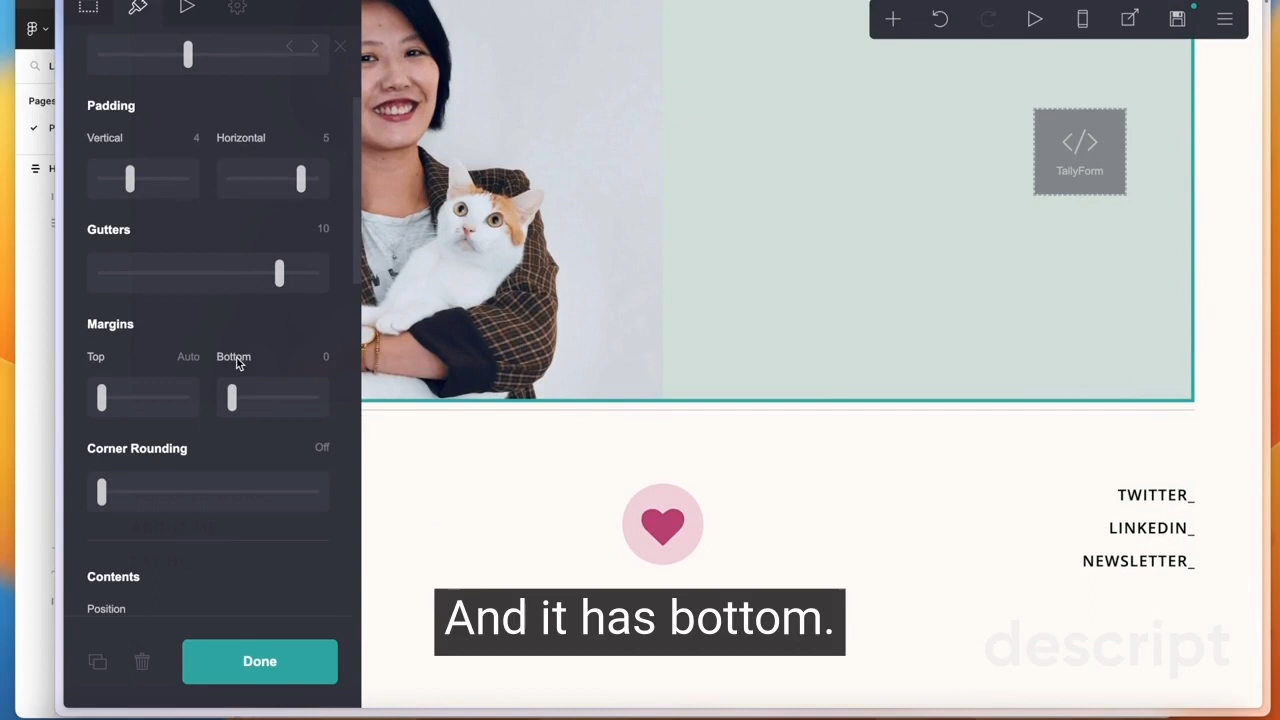 L
Pages
P
H
Padding
Vertical 4 Horizontal 5
Gutters 10
Margins
Top Auto Bottom 0
Corner Rounding Off
Contents
Position
Done
</>
TallyForm
TWITTER_
LINKEDIN_
NEWSLETTER_
And it has bottom.
descript